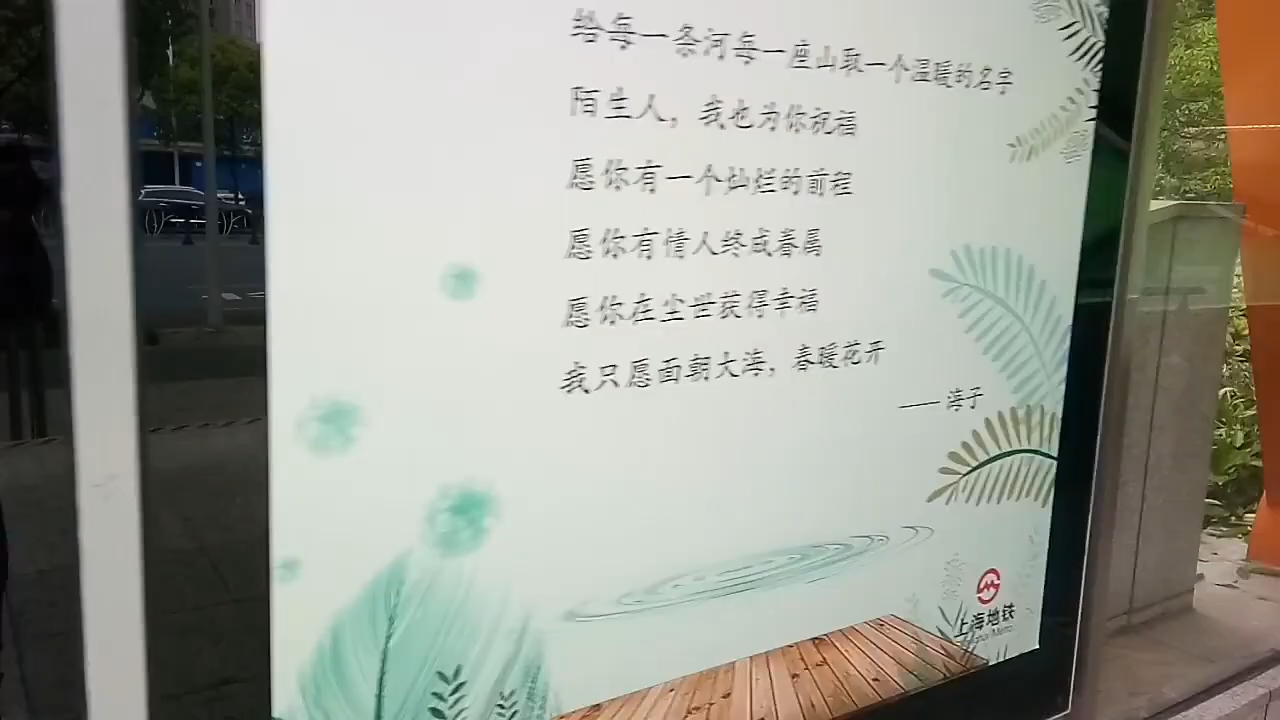 给每一条河每一座山取一个温暖的名字
陌生人，我也为你祝福
愿你有一个灿烂的前程
愿你有情人终成眷属
愿你在尘世获得幸福
我只愿面朝大海，春暖花开
—— 海子
上海地铁